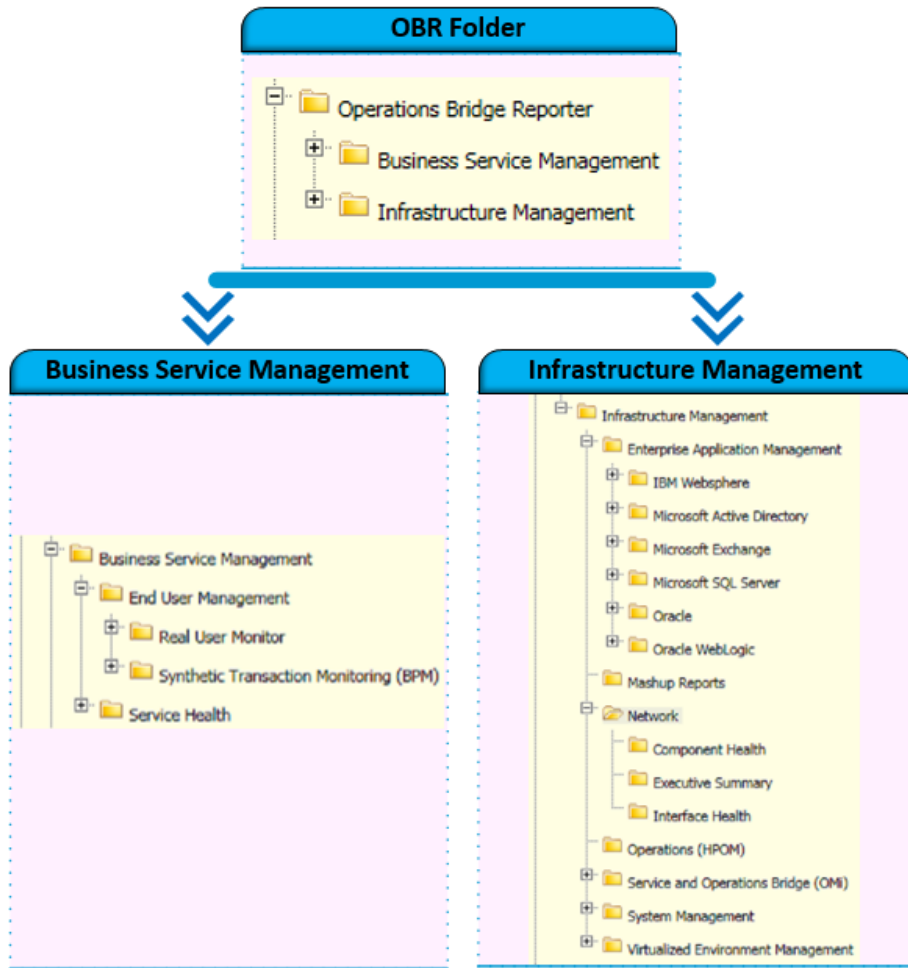 OBR Folder
Operations Bridge Reporter
Business Service Management
Infrastructure Management
Business Service Management
Business Service Management
End User Management
Real User Monitor
Synthetic Transaction Monitoring (BPM)
Service Health
Infrastructure Management
Infrastructure Management
Enterprise Application Management
IBM Websphere
Microsoft Active Directory
Microsoft Exchange
Microsoft SQL Server
Oracle
Oracle WebLogic
Mashup Reports
Network
Component Health
Executive Summary
Interface Health
Operations (HPOM)
Service and Operations Bridge (OMi)
System Management
Virtualized Environment Management